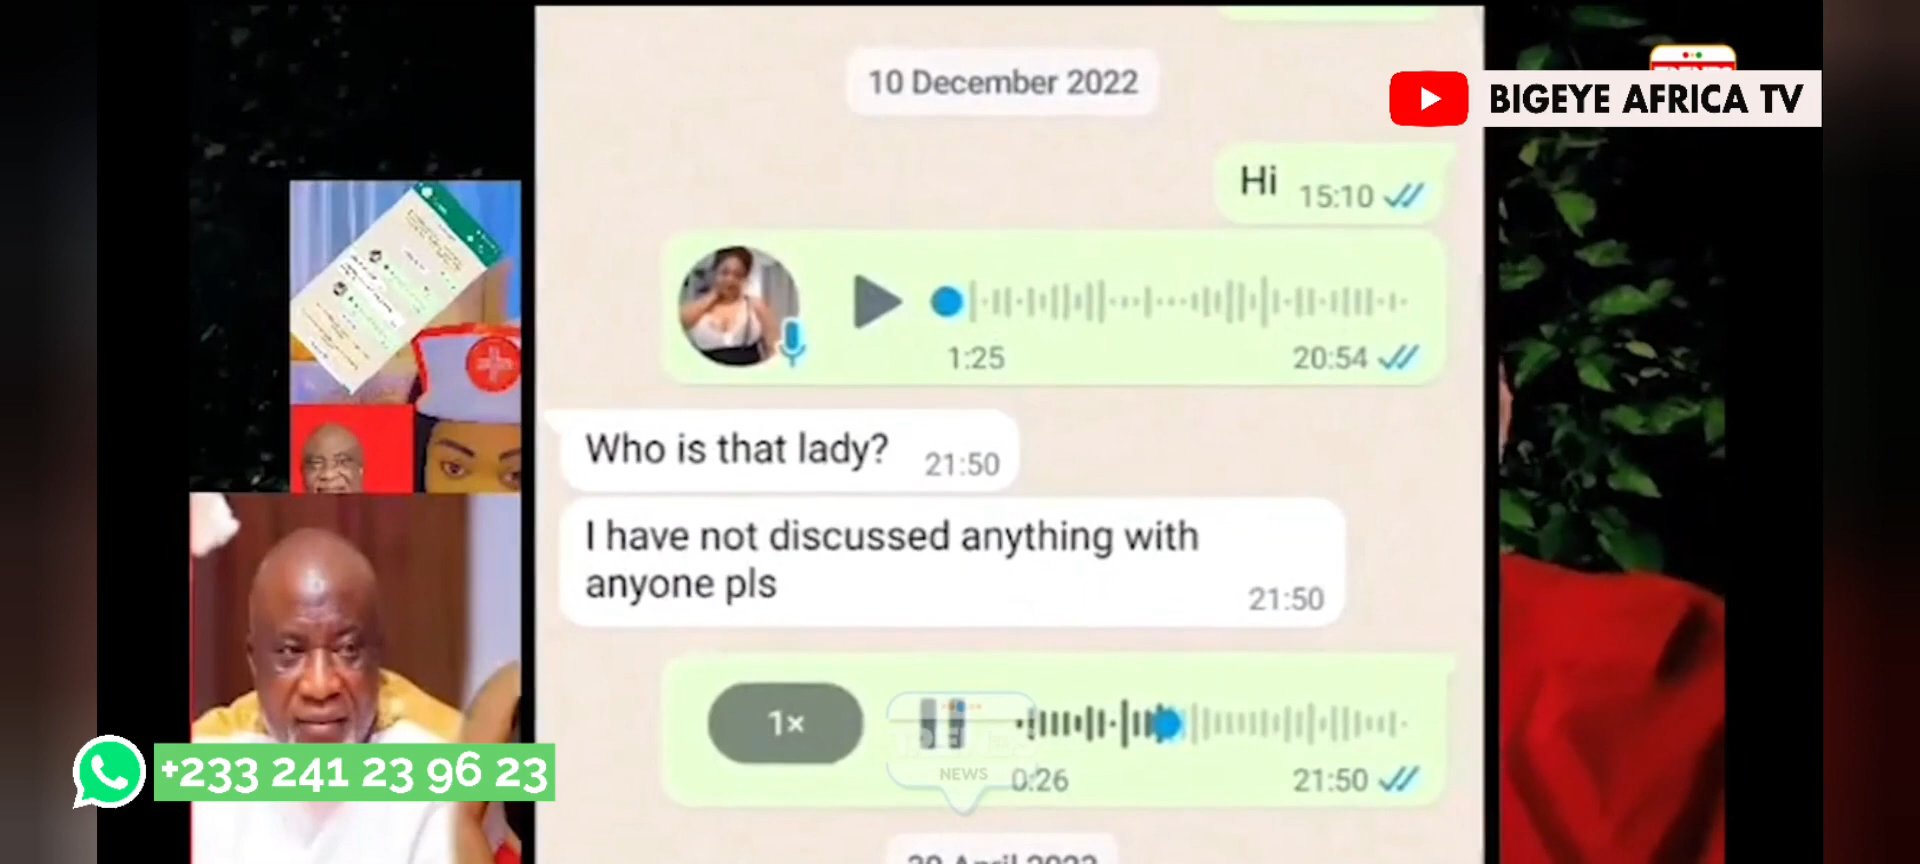 10 December 2022
BIGEYE AFRICA TV
Hi 15:10
1:25 20:54
Who is that lady? 21:50
I have not discussed anything with
anyone pls 21:50
1×
NEWS
0:26 21:50
+233 241 23 96 23